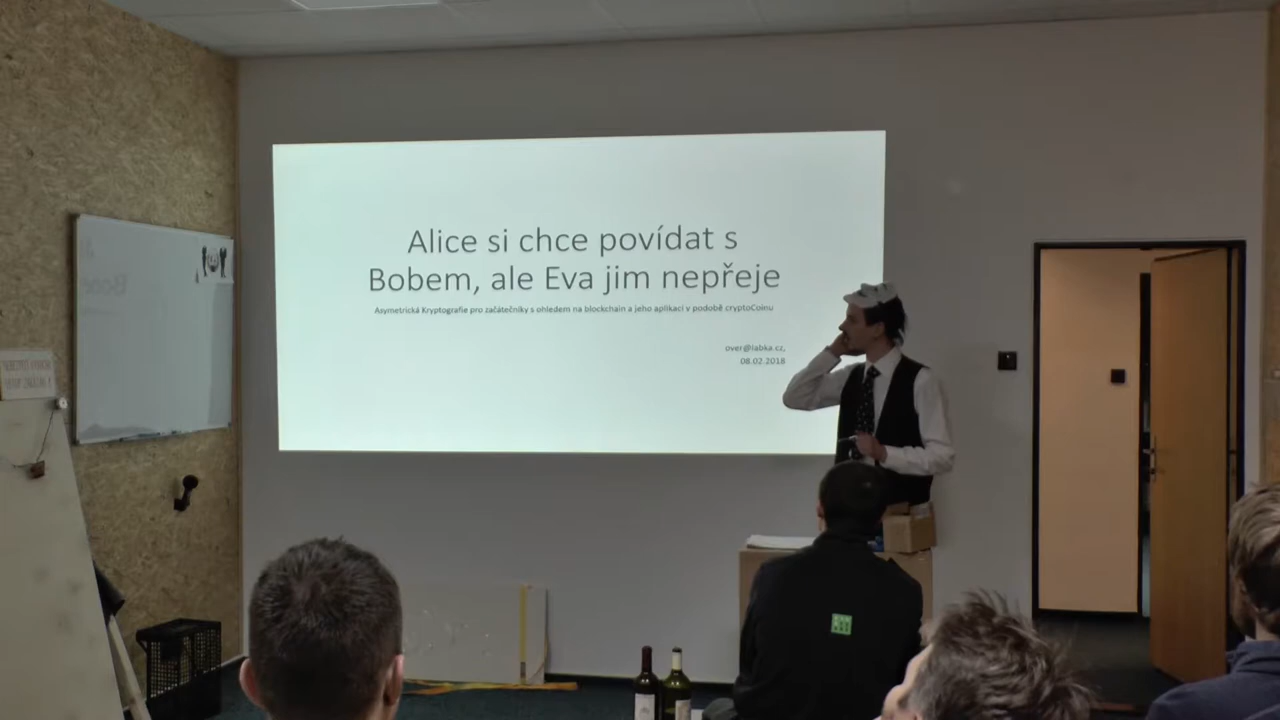 Alice si chce povídat s
Bobem, ale Eva jim nepřeje
Asymetrická Kryptografie pro začátečníky s ohledem na blockchain a jeho aplikaci v podobě cryptoCoinu
over@labka.cz,
08.02.2018